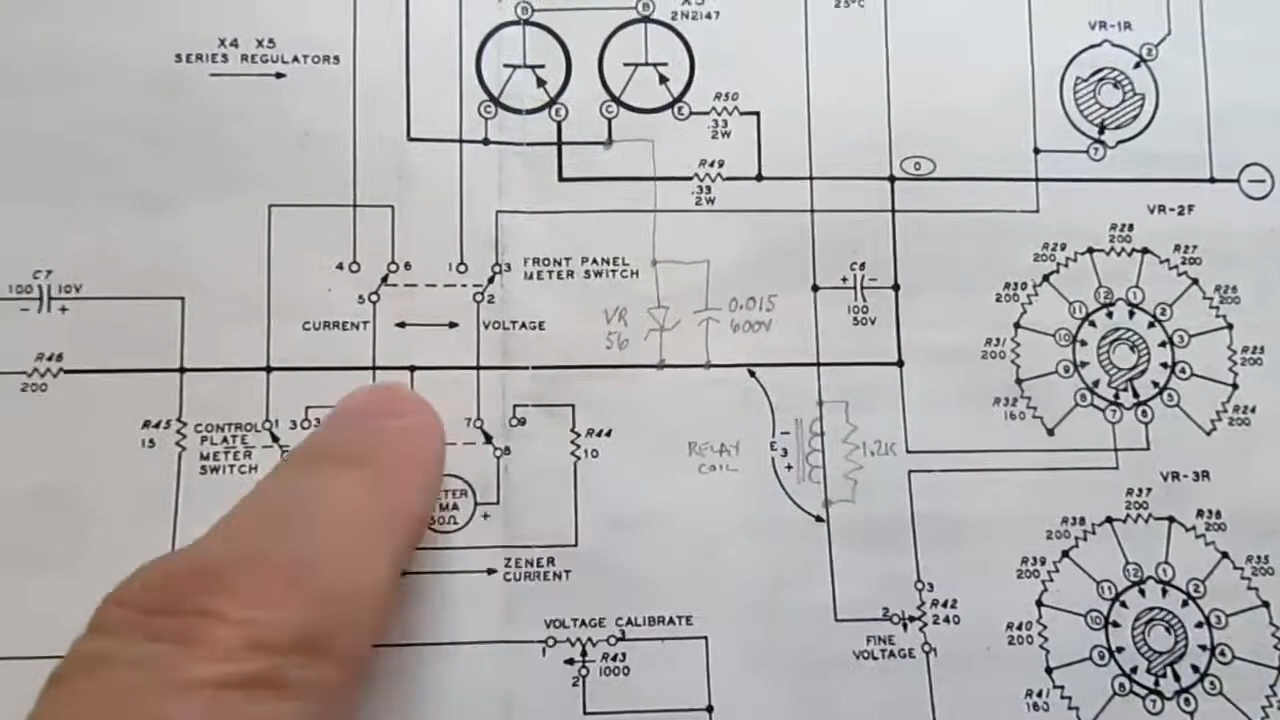 2N2147
25°C
VR-1R
X4 X5
SERIES REGULATORS
B
B
C
E
C
E
R50
.33
2W
R49
.33
2W
0
−
2
7
VR-2F
4
6
1
3
FRONT PANEL
METER SWITCH
5
2
CURRENT
VOLTAGE
C7
100
10V
−
+
R46
200
R45
15
VR
56
0.015
600V
C6
+
−
100
50V
R28
200
R29
200
R27
200
R30
200
R26
200
R31
200
R25
200
R32
160
R24
200
12
1
11
2
10
3
9
4
8
7
6
CONTROL
PLATE
METER
SWITCH
1
3
7
9
8
R44
10
RELAY
COIL
−
E3
+
1.2K
MA
50Ω
+
ZENER
CURRENT
VR-3R
R37
200
R38
200
R36
200
R39
200
R35
200
R40
200
R41
160
12
1
11
2
10
3
9
4
8
7
6
5
3
2
R42
240
1
FINE
VOLTAGE
VOLTAGE CALIBRATE
1
3
2
R43
1000